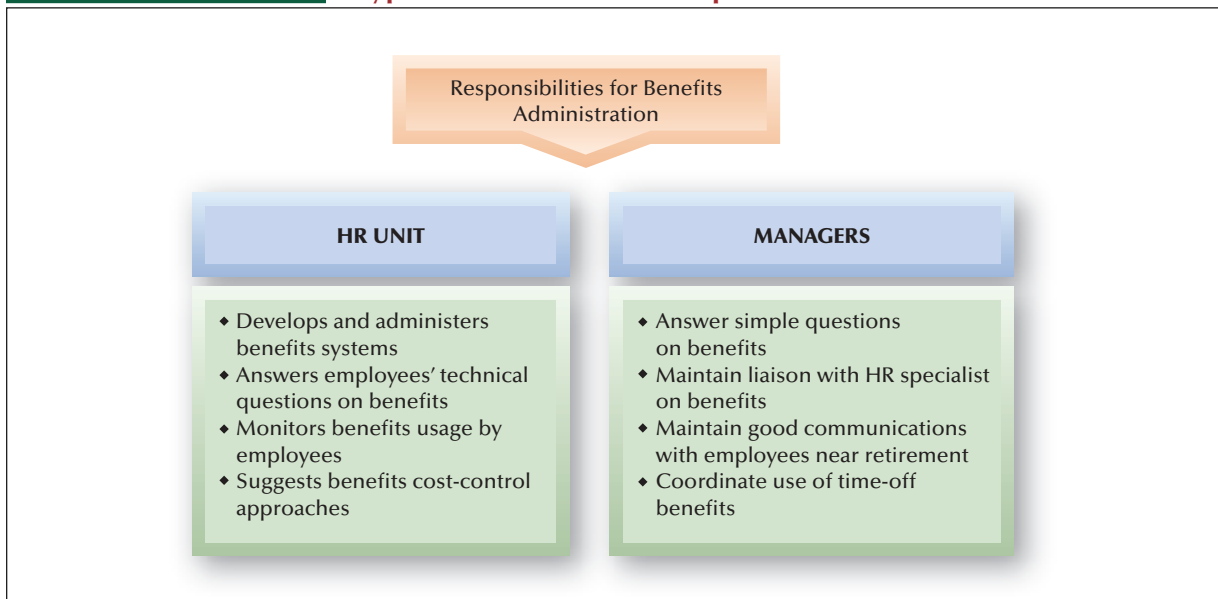 Responsibilities for Benefits
Administration
HR UNIT
◆ Develops and administers
benefits systems
◆ Answers employees’ technical
questions on benefits
◆ Monitors benefits usage by
employees
◆ Suggests benefits cost-control
approaches
MANAGERS
◆ Answer simple questions
on benefits
◆ Maintain liaison with HR specialist
on benefits
◆ Maintain good communications
with employees near retirement
◆ Coordinate use of time-off
benefits